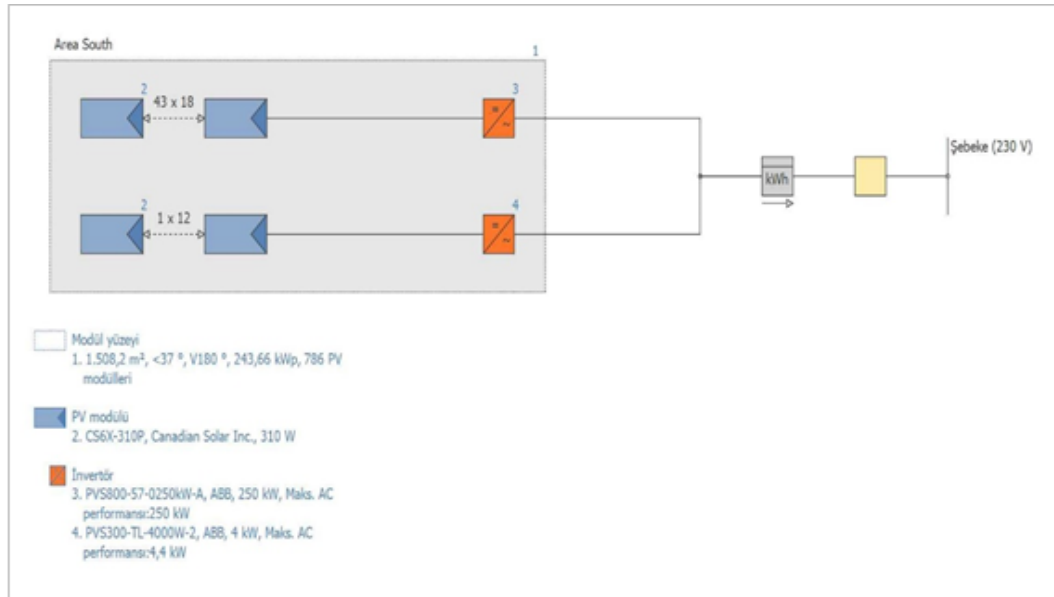 Area South
1
2
43 x 18
3
2
1 x 12
4
kWh
Şebeke (230 V)
Modül yüzeyi
1. 1.508,2 m², <37 °, V180 °, 243,66 kWp, 786 PV
modülleri
PV modülü
2. CS6X-310P, Canadian Solar Inc., 310 W
İnvertör
3. PVS800-57-0250kW-A, ABB, 250 kW, Maks. AC
performansı:250 kW
4. PVS300-TL-4000W-2, ABB, 4 kW, Maks. AC
performansı:4,4 kW